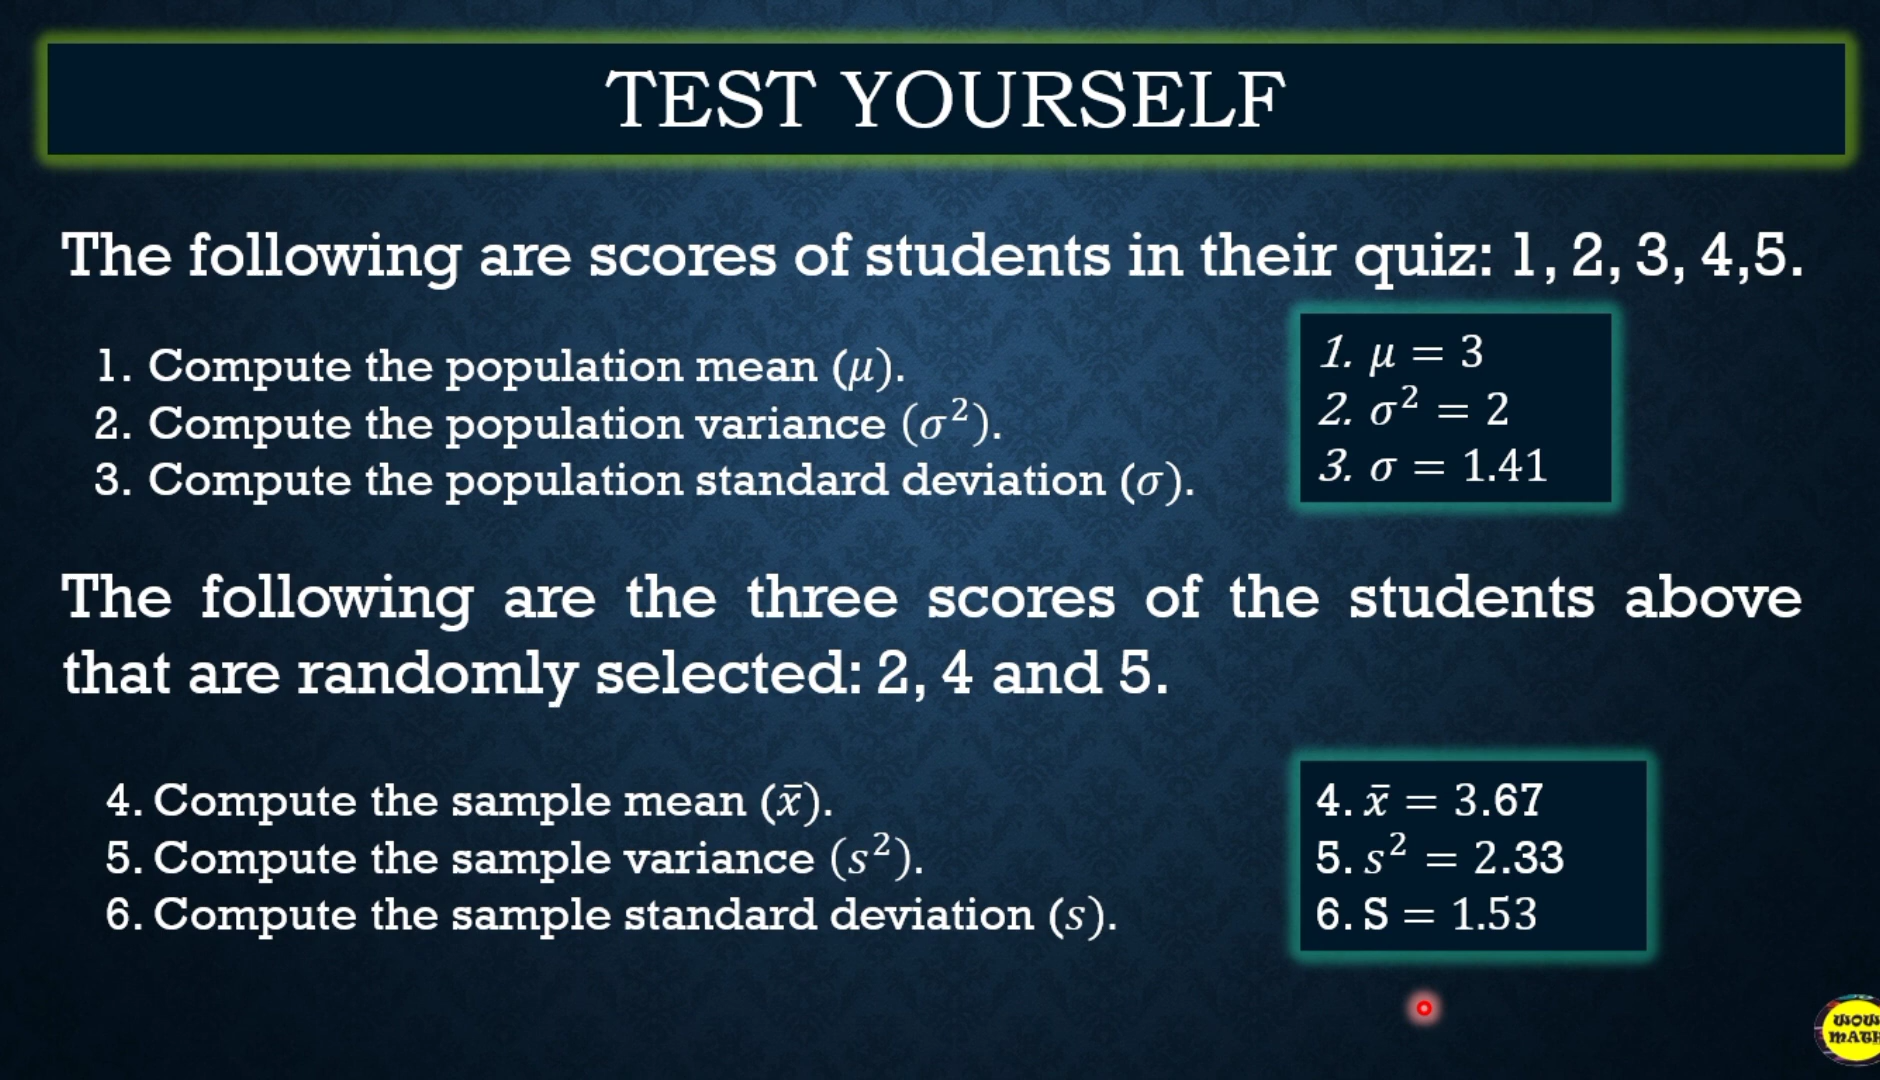 TEST YOURSELF
The following are scores of students in their quiz: 1, 2, 3, 4,5.
1. Compute the population mean (μ).
2. Compute the population variance (σ²).
3. Compute the population standard deviation (σ).
1. μ = 3
2. σ² = 2
3. σ = 1.41
The following are the three scores of the students above
that are randomly selected: 2, 4 and 5.
4. Compute the sample mean (x̄).
5. Compute the sample variance (s²).
6. Compute the sample standard deviation (s).
4. x̄ = 3.67
5. s² = 2.33
6. S = 1.53
WOW
MATH